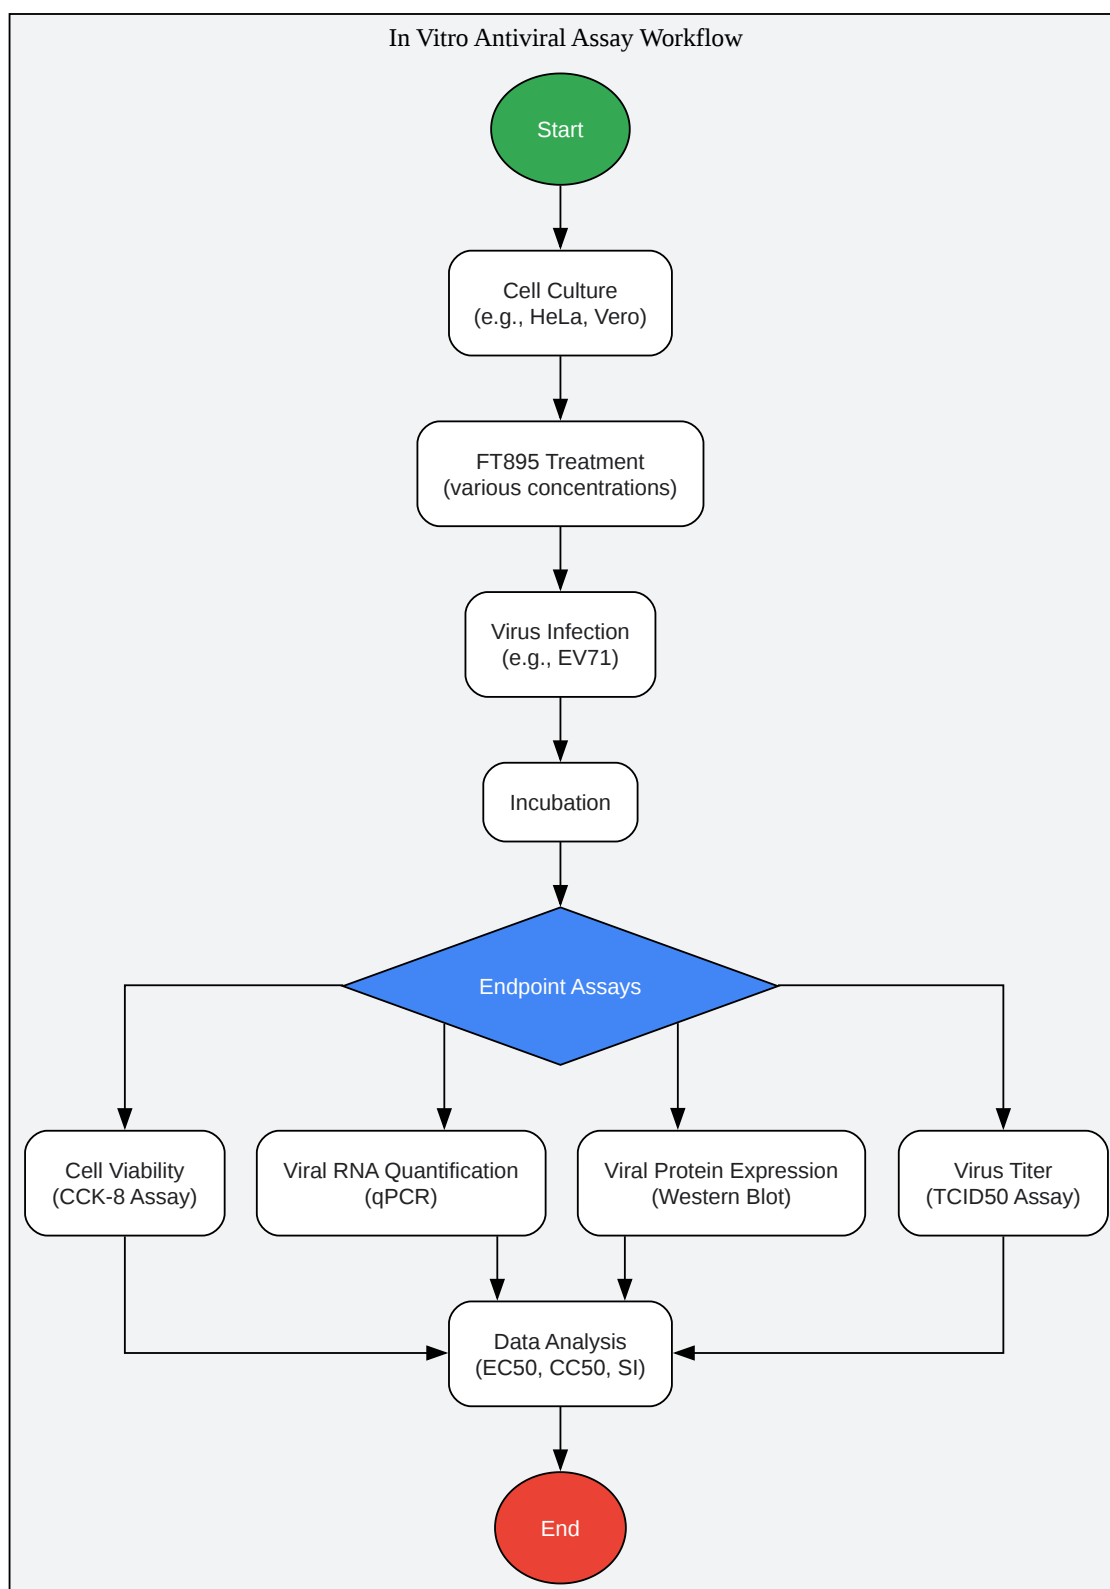 In Vitro Antiviral Assay Workflow
Start
Cell Culture
(e.g., HeLa, Vero)
FT895 Treatment
(various concentrations)
Virus Infection
(e.g., EV71)
Incubation
Endpoint Assays
Cell Viability
(CCK-8 Assay)
Viral RNA Quantification
(qPCR)
Viral Protein Expression
(Western Blot)
Virus Titer
(TCID50 Assay)
Data Analysis
(EC50, CC50, SI)
End